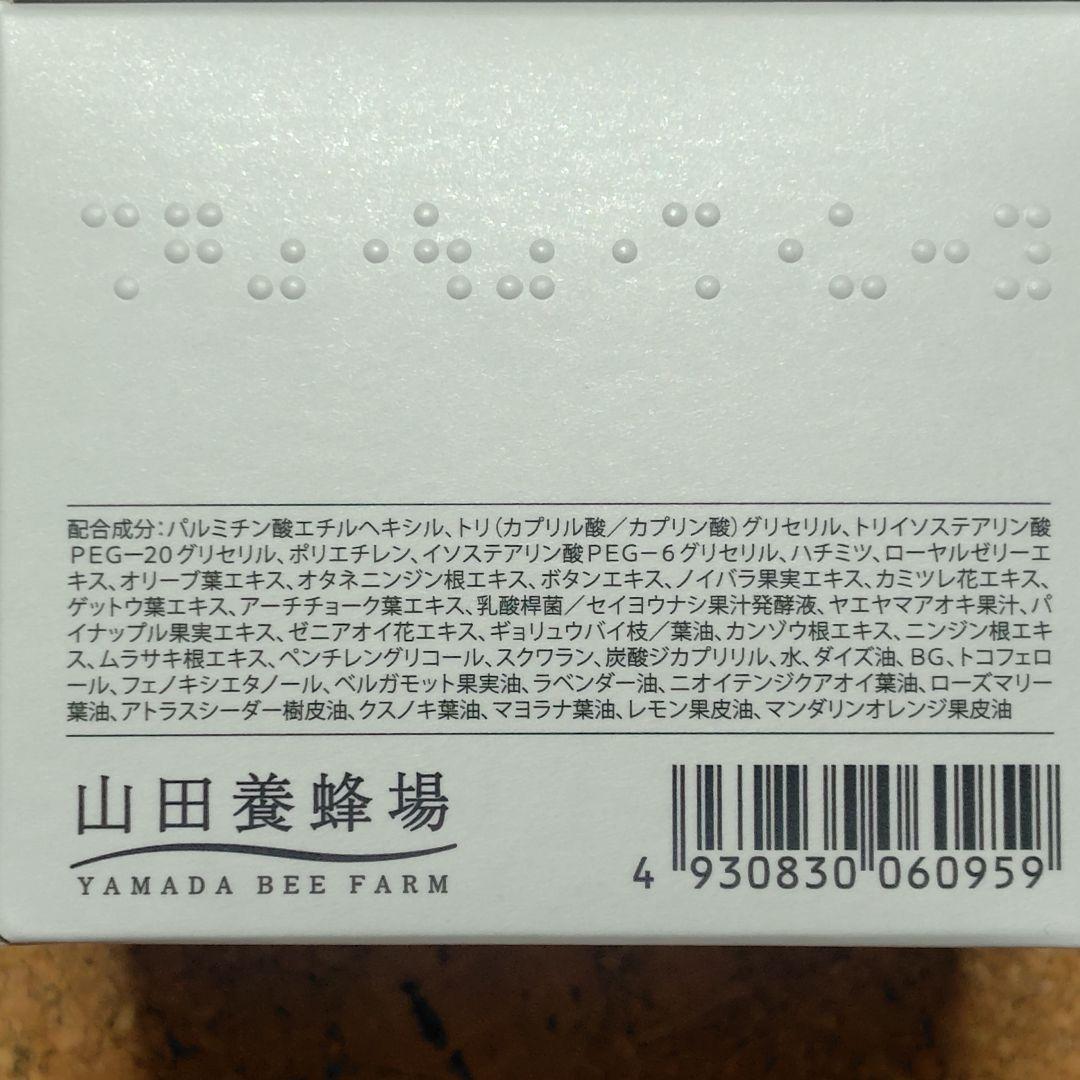 ⠩⠛⠴⠐⠳⠴⠐⠩⠐⠥⠒⠽
配合成分:パルミチン酸エチルヘキシル、トリ(カプリル酸/カプリン酸)グリセリル、トリイソステアリン酸
PEG−20グリセリル、ポリエチレン、イソステアリン酸PEG−6グリセリル、ハチミツ、ローヤルゼリーエ
キス、オリーブ葉エキス、オタネニンジン根エキス、ボタンエキス、ノイバラ果実エキス、カミツレ花エキス、
ゲットウ葉エキス、アーチチョーク葉エキス、乳酸桿菌/セイヨウナシ果汁発酵液、ヤエヤマアオキ果汁、パ
イナップル果実エキス、ゼニアオイ花エキス、ギョリュウバイ枝/葉油、カンゾウ根エキス、ニンジン根エキ
ス、ムラサキ根エキス、ペンチレングリコール、スクワラン、炭酸ジカプリリル、水、ダイズ油、BG、トコフェロ
ール、フェノキシエタノール、ベルガモット果実油、ラベンダー油、ニオイテンジクアオイ葉油、ローズマリー
葉油、アトラスシーダー樹皮油、クスノキ葉油、マヨラナ葉油、レモン果皮油、マンダリンオレンジ果皮油
山田養蜂場
YAMADA BEE FARM
4 930830 060959